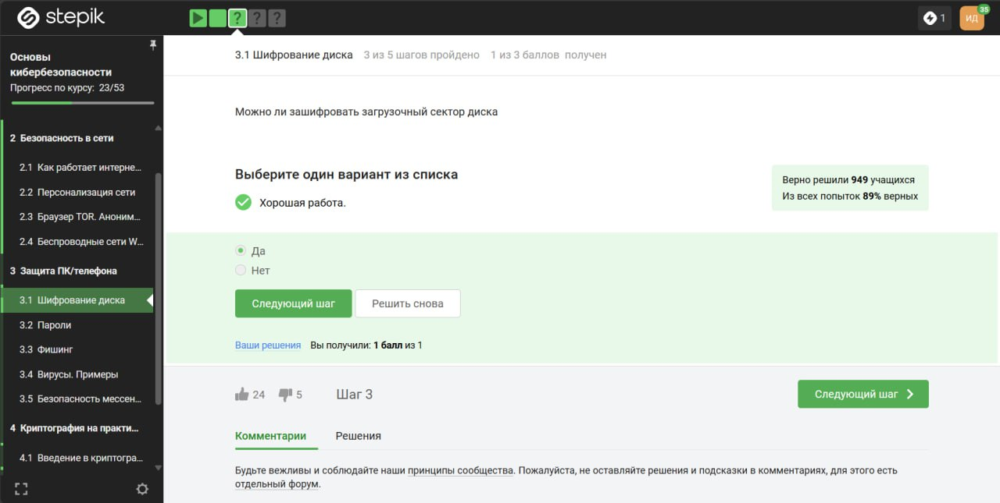 stepik
? ? ?
1
ИД
35
Основы
кибербезопасности
Прогресс по курсу: 23/53
2 Безопасность в сети
2.1 Как работает интерне...
2.2 Персонализация сети
2.3 Браузер TOR. Аноним...
2.4 Беспроводные сети W...
3 Защита ПК/телефона
3.1 Шифрование диска
3.2 Пароли
3.3 Фишинг
3.4 Вирусы. Примеры
3.5 Безопасность мессен...
4 Криптография на практи...
4.1 Введение в криптогра...
3.1 Шифрование диска 3 из 5 шагов пройдено 1 из 3 баллов получен
Можно ли зашифровать загрузочный сектор диска
Выберите один вариант из списка
Хорошая работа.
Верно решили 949 учащихся
Из всех попыток 89% верных
Да
Нет
Следующий шаг Решить снова
Ваши решения Вы получили: 1 балл из 1
24 5 Шаг 3
Следующий шаг
Комментарии Решения
Будьте вежливы и соблюдайте наши принципы сообщества. Пожалуйста, не оставляйте решения и подсказки в комментариях, для этого есть
отдельный форум.